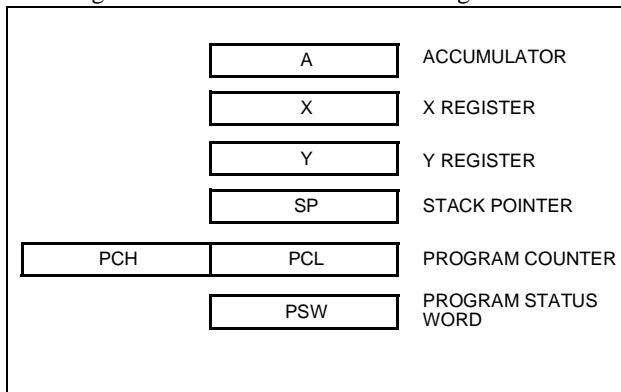 A ACCUMULATOR
X X REGISTER
Y Y REGISTER
SP STACK POINTER
PCH PCL PROGRAM COUNTER
PSW PROGRAM STATUS
WORD